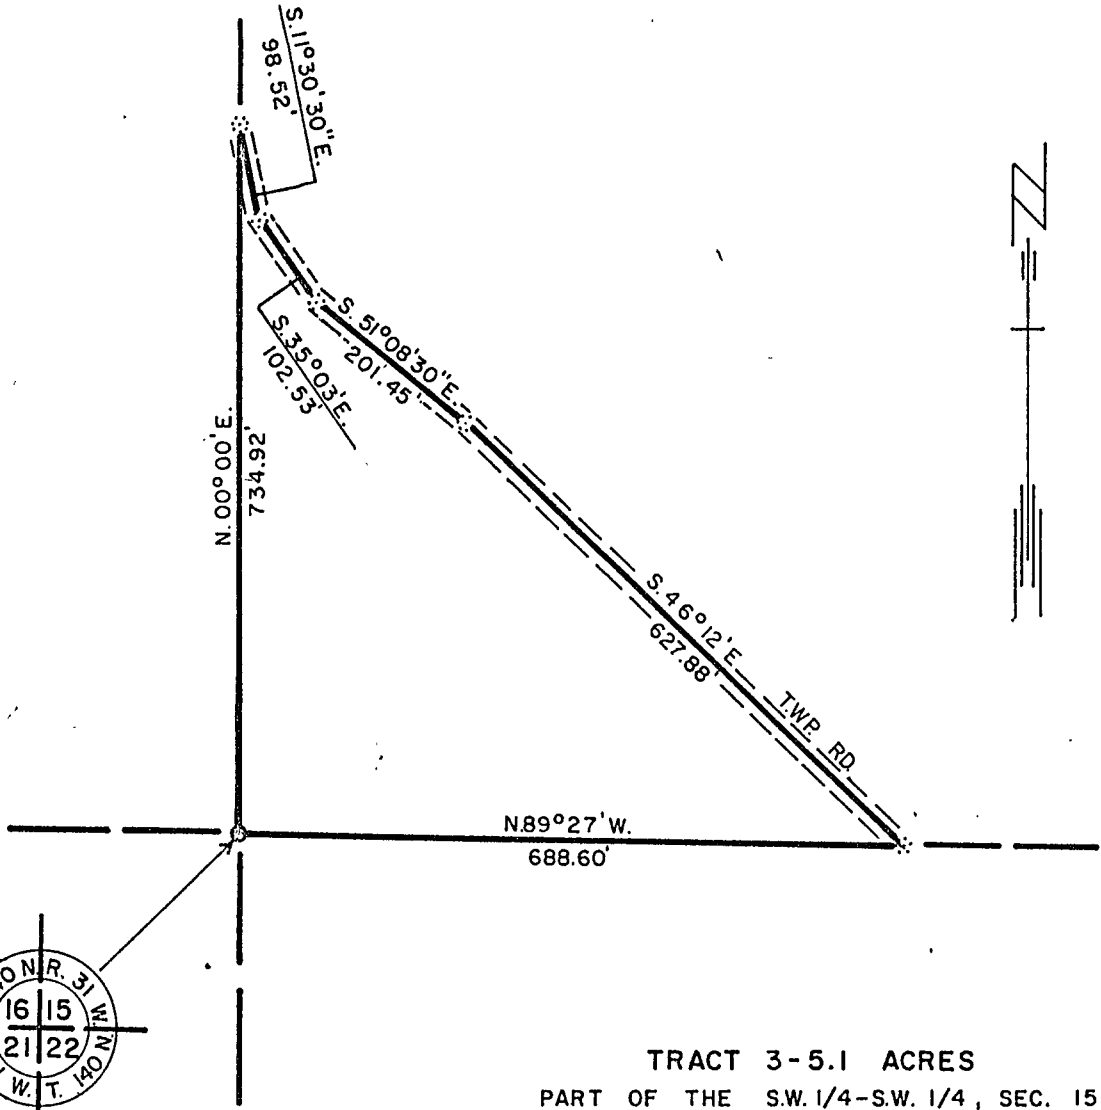 S.11°30'30"E.
98.52'
S.35°03'E.
102.53'
S. 51°08'30"E.
201.45'
N.00°00'E.
734.92'
S.46°12'E.
627.88'
T.WP. RD.
N.89°27'W.
688.60'
N
0 N. R. 31 W.
16 15
21 22
W. T. 140 N.
TRACT 3-5.1 ACRES
PART OF THE S.W. 1/4-S.W. 1/4, SEC. 15